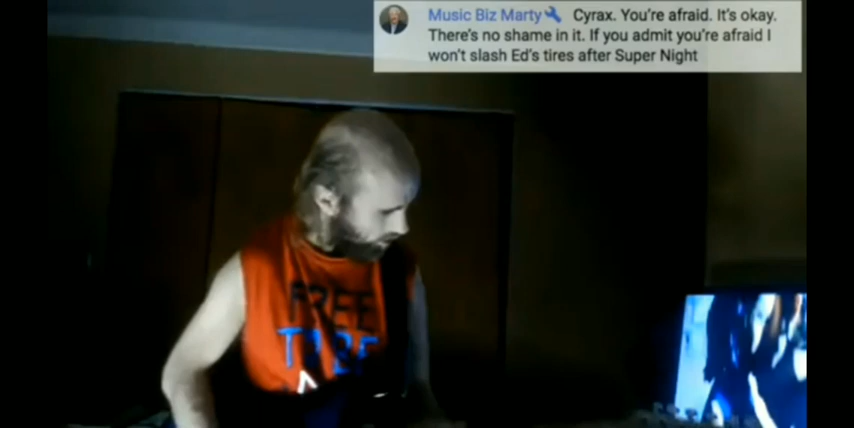 Music Biz Marty Cyrax. You're afraid. It's okay.
There's no shame in it. If you admit you're afraid I
won't slash Ed's tires after Super Night
FREE